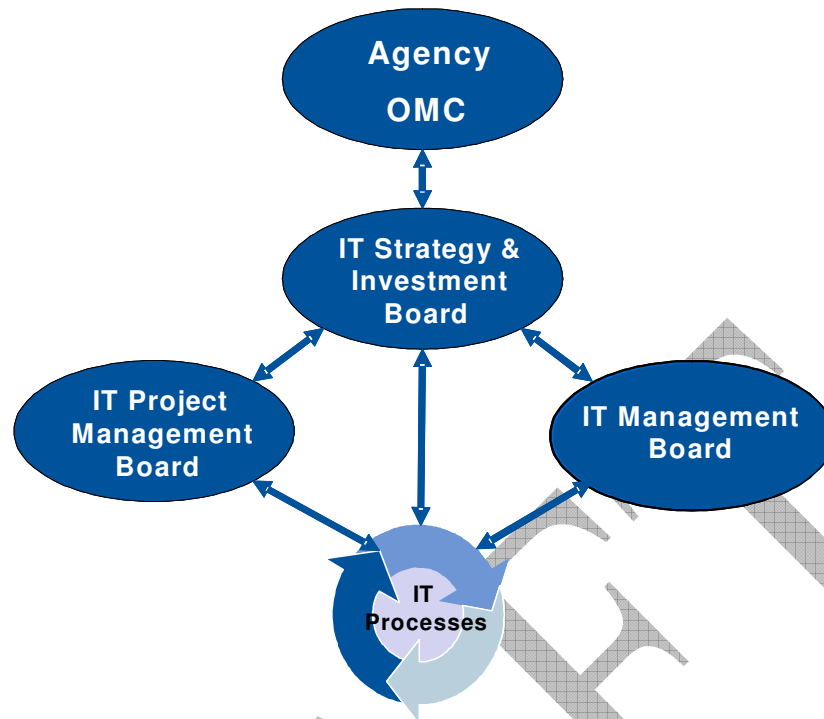 Agency
OMC
IT Strategy &
Investment
Board
IT Project
Management
Board
IT Management
Board
IT
Processes